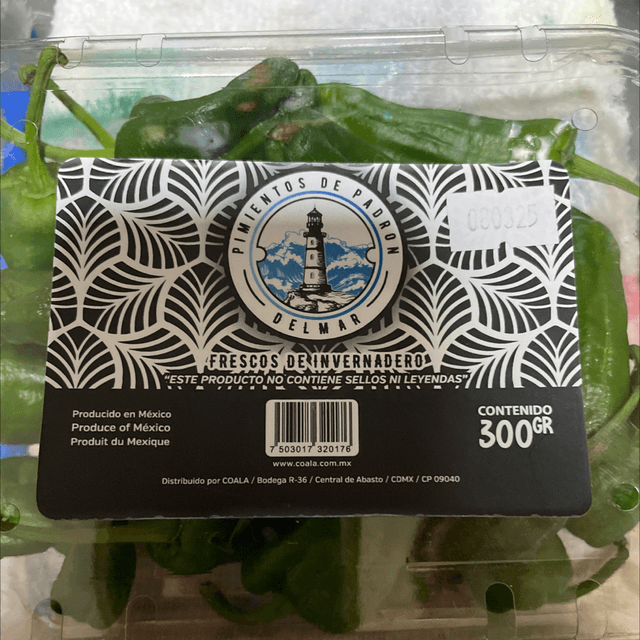 PIMIENTOS DE PADRON
DELMAR
080325
FRESCOS DE INVERNADERO
"ESTE PRODUCTO NO CONTIENE SELLOS NI LEYENDAS"
Producido en México
Produce of México
Produit du Mexique
7 503017 320176
www.coala.com.mx
CONTENIDO
300GR
Distribuido por COALA / Bodega R-36 / Central de Abasto / CDMX / CP 09040